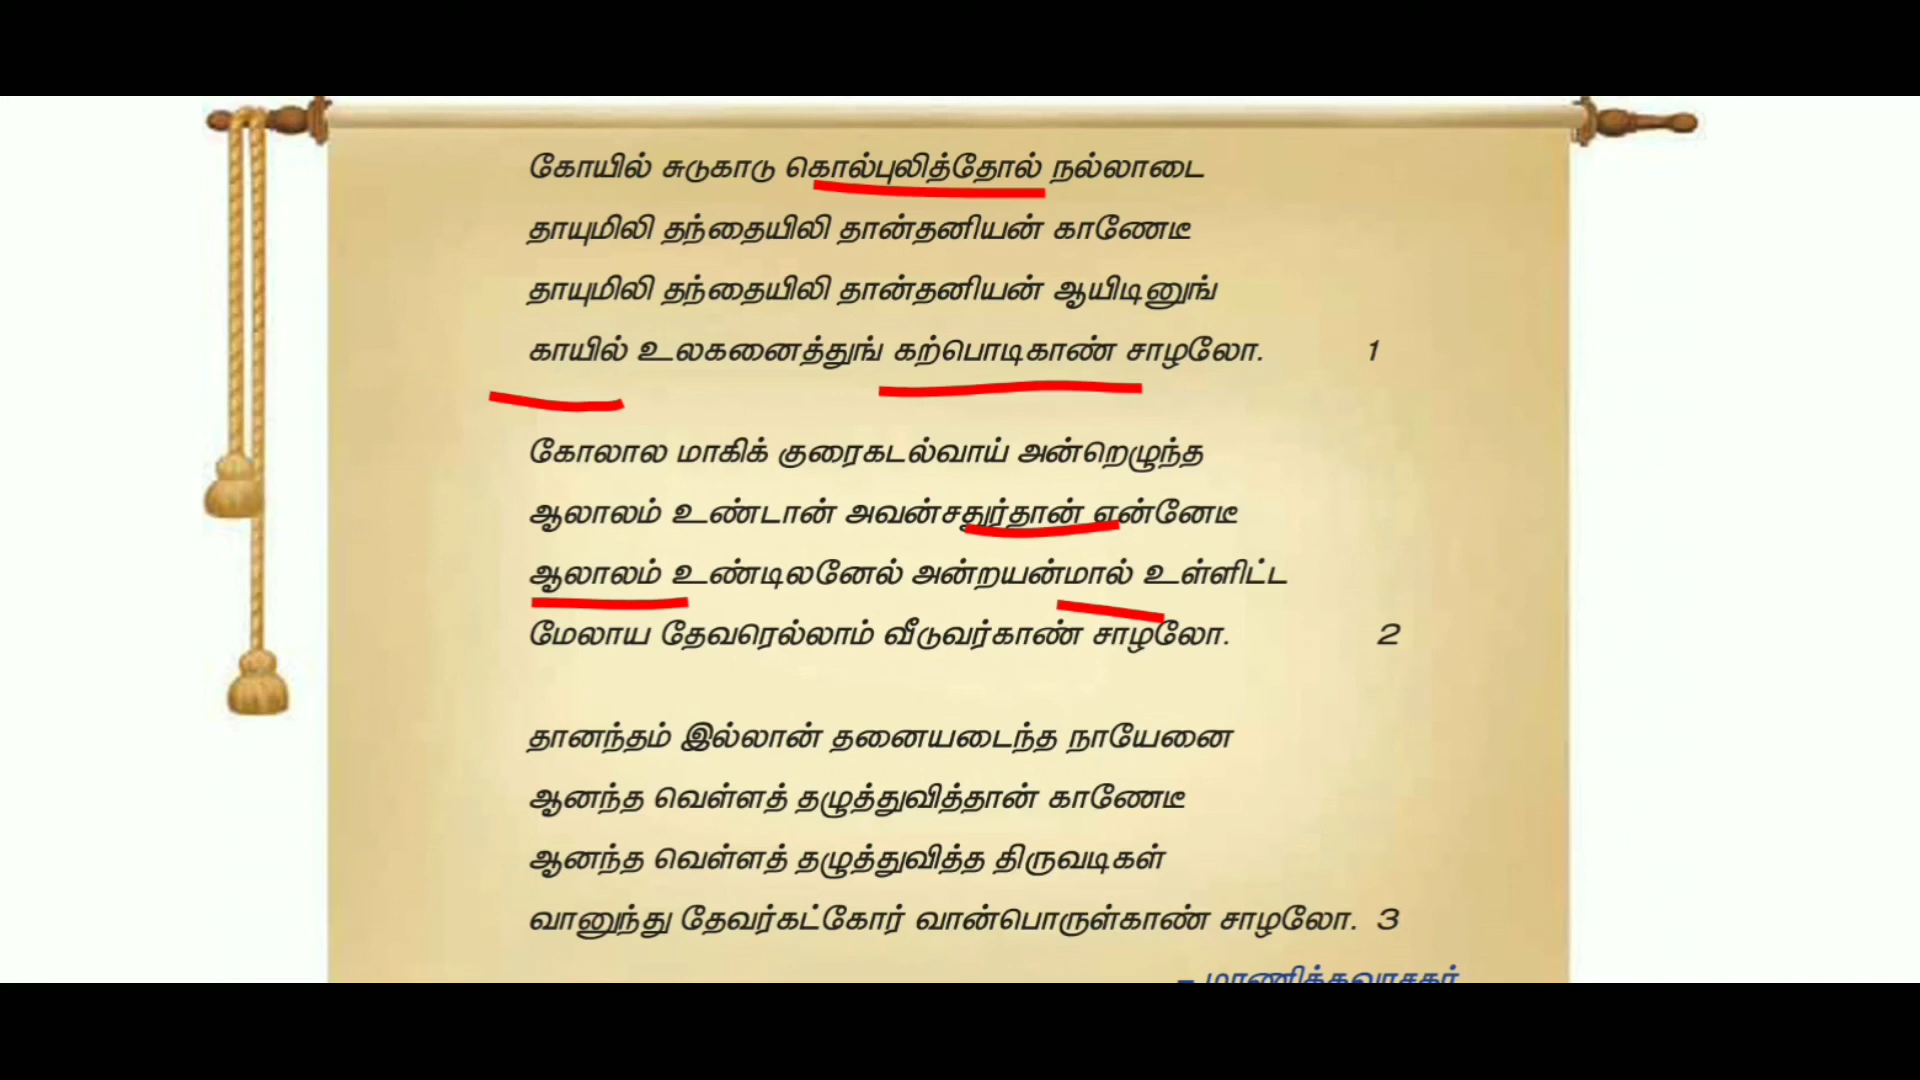 கோயில் சுடுகாடு கொல்புலித்தோல் நல்லாடை
தாயுமிலி தந்தையிலி தான்தனியன் காணேடீ
தாயுமிலி தந்தையிலி தான்தனியன் ஆயிடினுங்
காயில் உலகனைத்துங் கற்பொடிகாண் சாழலோ. 1
கோலால மாகிக் குரைகடல்வாய் அன்றெழுந்த
ஆலாலம் உண்டான் அவன்சதுர்தான் என்னேடீ
ஆலாலம் உண்டிலனேல் அன்றயன்மால் உள்ளிட்ட
மேலாய தேவரெல்லாம் வீடுவர்காண் சாழலோ. 2
தானந்தம் இல்லான் தனையடைந்த நாயேனை
ஆனந்த வெள்ளத் தழுத்துவித்தான் காணேடீ
ஆனந்த வெள்ளத் தழுத்துவித்த திருவடிகள்
வானுந்து தேவர்கட்கோர் வான்பொருள்காண் சாழலோ. 3
– மாணிக்கவாசகர்